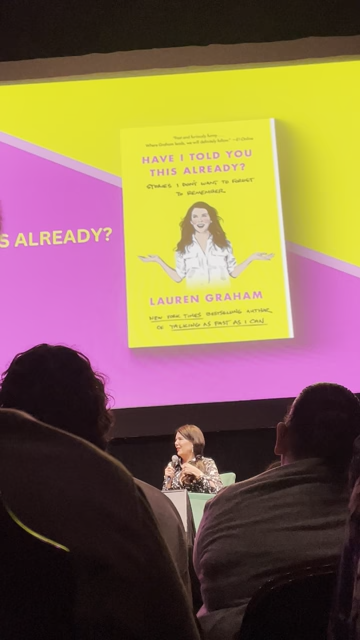 S ALREADY?
HAVE I TOLD YOU
THIS ALREADY?
STORIES I DON'T WANT TO FORGET
TO REMEMBER
LAUREN GRAHAM
NEW YORK TIMES BESTSELLING AUTHOR
OF TALKING AS FAST AS I CAN